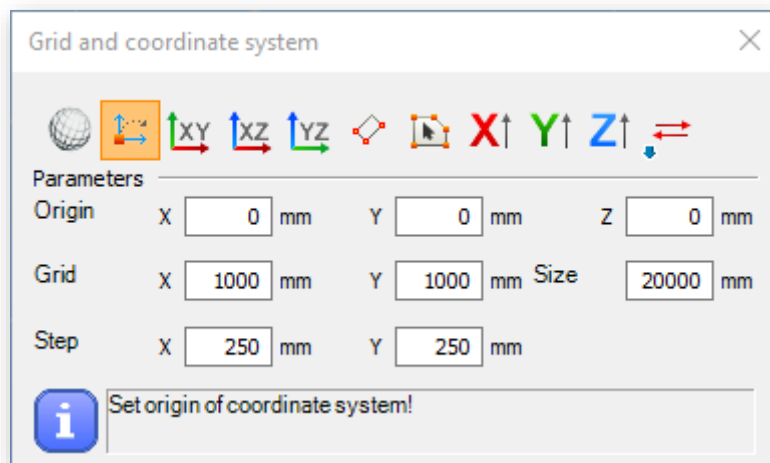 Grid and coordinate system
XY XZ YZ X Y Z
Parameters
Origin X 0 mm Y 0 mm Z 0 mm
Grid X 1000 mm Y 1000 mm Size 20000 mm
Step X 250 mm Y 250 mm
i Set origin of coordinate system!